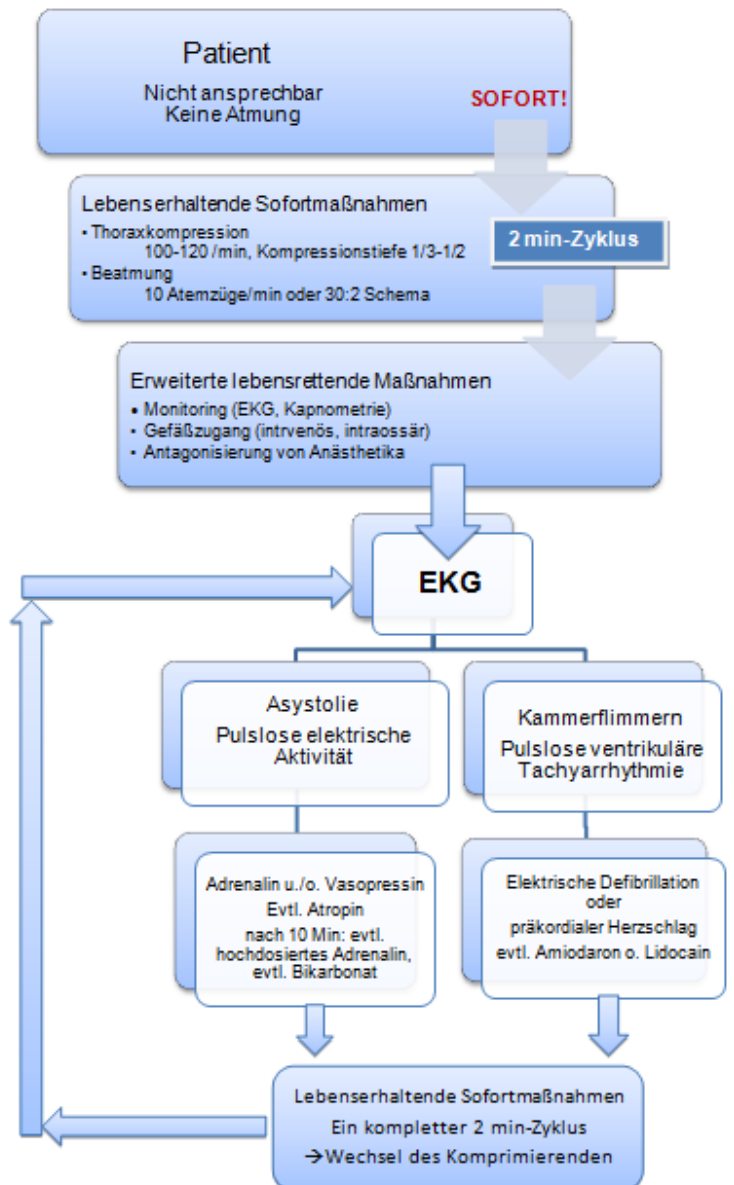 Patient
Nicht ansprechbar
Keine Atmung
SOFORT!
Lebenserhaltende Sofortmaßnahmen
• Thoraxkompression
100-120 /min, Kompressionstiefe 1/3-1/2
• Beatmung
10 Atemzüge/min oder 30:2 Schema
2 min-Zyklus
Erweiterte lebensrettende Maßnahmen
• Monitoring (EKG, Kapnometrie)
• Gefäßzugang (intrvenös, intraossär)
• Antagonisierung von Anästhetika
EKG
Asystolie
Pulslose elektrische
Aktivität
Kammerflimmern
Pulslose ventrikuläre
Tachyarrhythmie
Adrenalin u./o. Vasopressin
Evtl. Atropin
nach 10 Min: evtl.
hochdosiertes Adrenalin,
evtl. Bikarbonat
Elektrische Defibrillation
oder
präkordialer Herzschlag
evtl. Amiodaron o. Lidocain
Lebenserhaltende Sofortmaßnahmen
Ein kompletter 2 min-Zyklus
→Wechsel des Komprimierenden